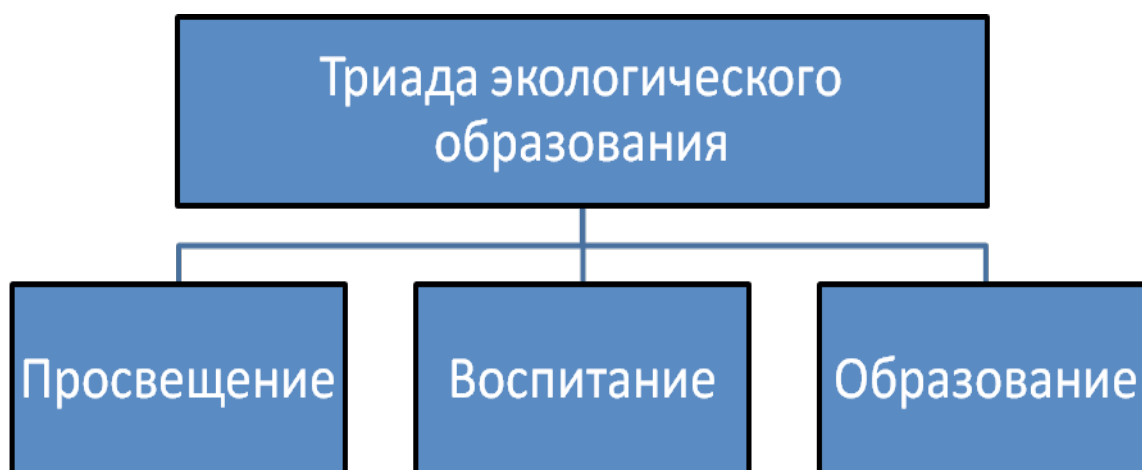 Триада экологического
образования
Просвещение
Воспитание
Образование